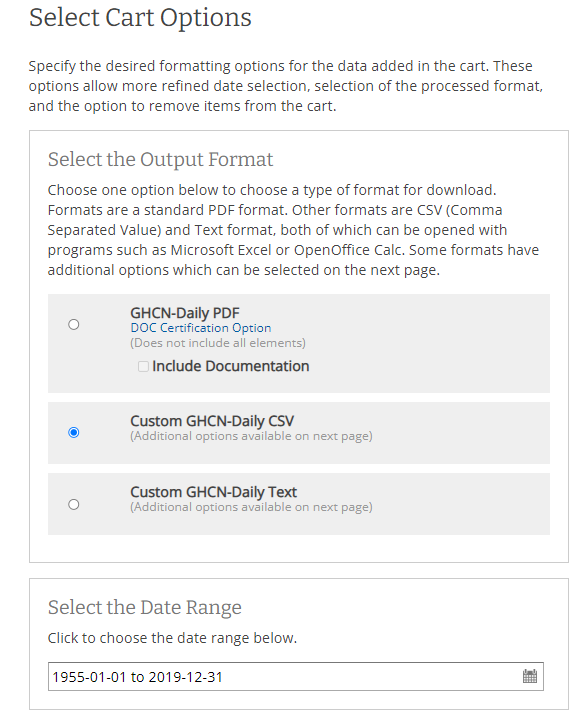 Select Cart Options
Specify the desired formatting options for the data added in the cart. These
options allow more refined date selection, selection of the processed format,
and the option to remove items from the cart.
Select the Output Format
Choose one option below to choose a type of format for download.
Formats are a standard PDF format. Other formats are CSV (Comma
Separated Value) and Text format, both of which can be opened with
programs such as Microsoft Excel or OpenOffice Calc. Some formats have
additional options which can be selected on the next page.
GHCN-Daily PDF
DOC Certification Option
(Does not include all elements)
Include Documentation
Custom GHCN-Daily CSV
(Additional options available on next page)
Custom GHCN-Daily Text
(Additional options available on next page)
Select the Date Range
Click to choose the date range below.
1955-01-01 to 2019-12-31